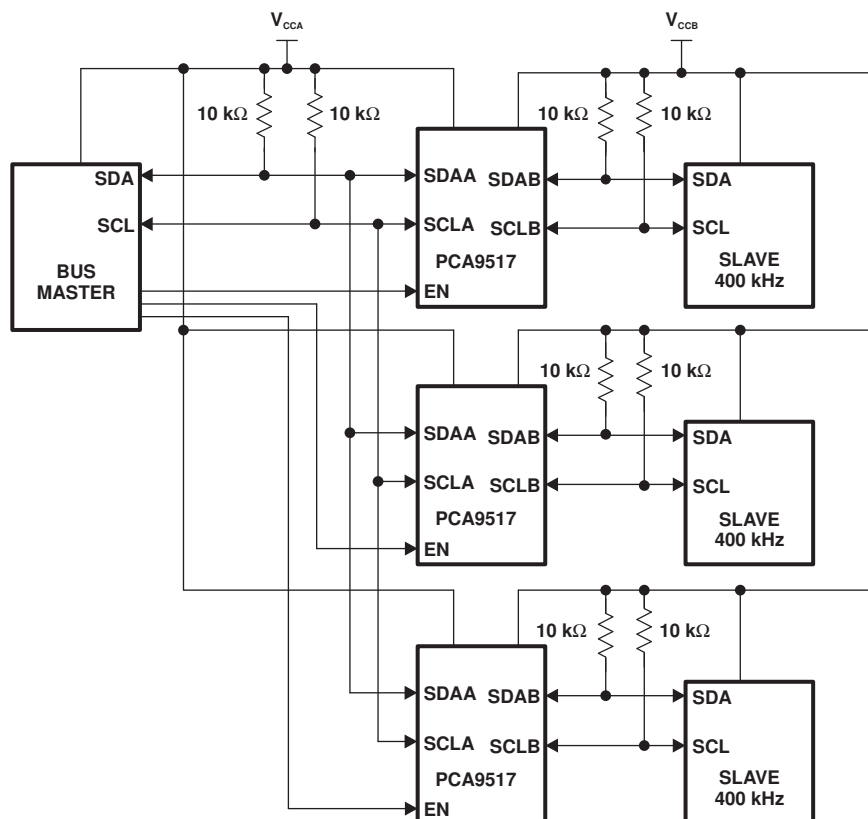 V_CCA
V_CCB
10 kΩ 10 kΩ 10 kΩ 10 kΩ
SDA SDAA SDAB SDA
SCL SCLA SCLB SCL
BUS
MASTER
PCA9517
EN
SLAVE
400 kHz
10 kΩ 10 kΩ
SDAA SDAB SDA
SCLA SCLB SCL
PCA9517
EN
SLAVE
400 kHz
10 kΩ 10 kΩ
SDAA SDAB SDA
SCLA SCLB SCL
PCA9517
EN
SLAVE
400 kHz